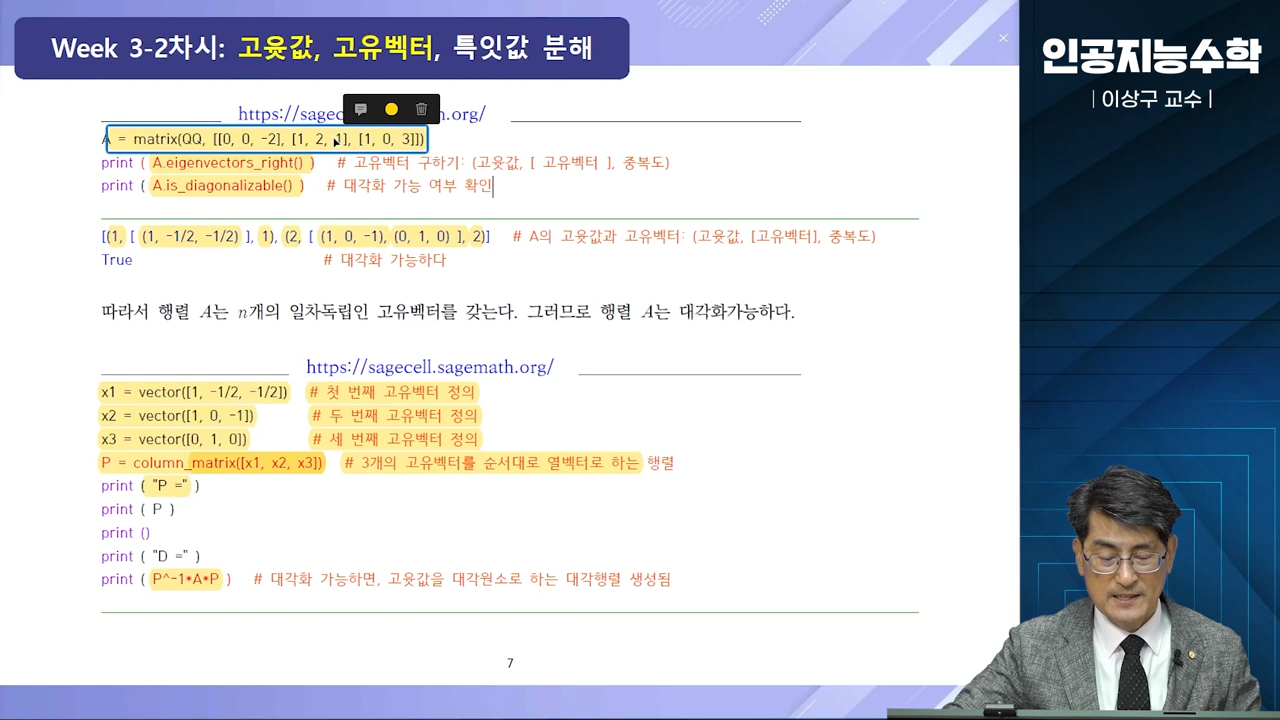 Week 3-2차시: 고윳값, 고유벡터, 특잇값 분해
인공지능수학
| 이상구 교수 |
A = matrix(QQ, [[0, 0, -2], [1, 2, 1], [1, 0, 3]])
print ( A.eigenvectors_right() ) # 고유벡터 구하기: (고윳값, [ 고유벡터 ], 중복도)
print ( A.is_diagonalizable() ) # 대각화 가능 여부 확인
[(1, [ (1, -1/2, -1/2) ], 1), (2, [ (1, 0, -1), (0, 1, 0) ], 2)] # A의 고윳값과 고유벡터: (고윳값, [고유벡터], 중복도)
True # 대각화 가능하다
따라서 행렬 A는 n개의 일차독립인 고유벡터를 갖는다. 그러므로 행렬 A는 대각화가능하다.
https://sagecell.sagemath.org/
x1 = vector([1, -1/2, -1/2]) # 첫 번째 고유벡터 정의
x2 = vector([1, 0, -1]) # 두 번째 고유벡터 정의
x3 = vector([0, 1, 0]) # 세 번째 고유벡터 정의
P = column_matrix([x1, x2, x3]) # 3개의 고유벡터를 순서대로 열벡터로 하는 행렬
print ( "P =" )
print ( P )
print ()
print ( "D =" )
print ( P^-1*A*P ) # 대각화 가능하면, 고윳값을 대각원소로 하는 대각행렬 생성됨
7